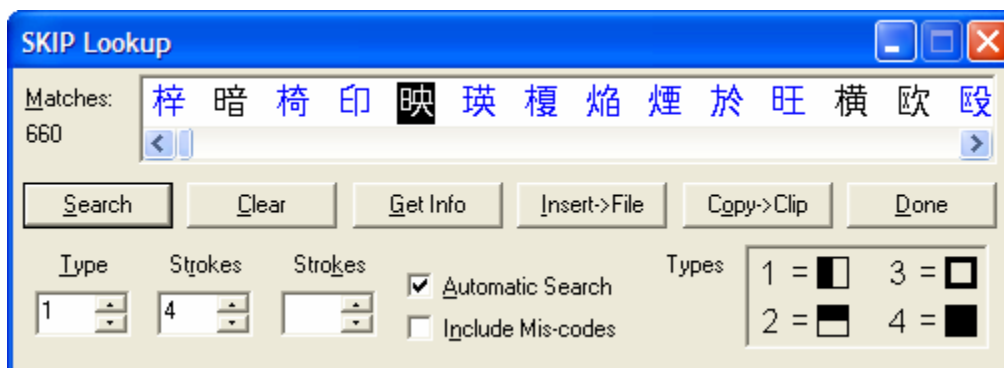 SKIP Lookup
Matches: 梓 暗 椅 印 映 瑛 榎 焔 煙 於 旺 横 欧 殴
660
Search Clear Get Info Insert->File Copy->Clip Done
Type Strokes Strokes Types 1 = 3 =
1 4 Automatic Search
Include Mis-codes 2 = 4 =